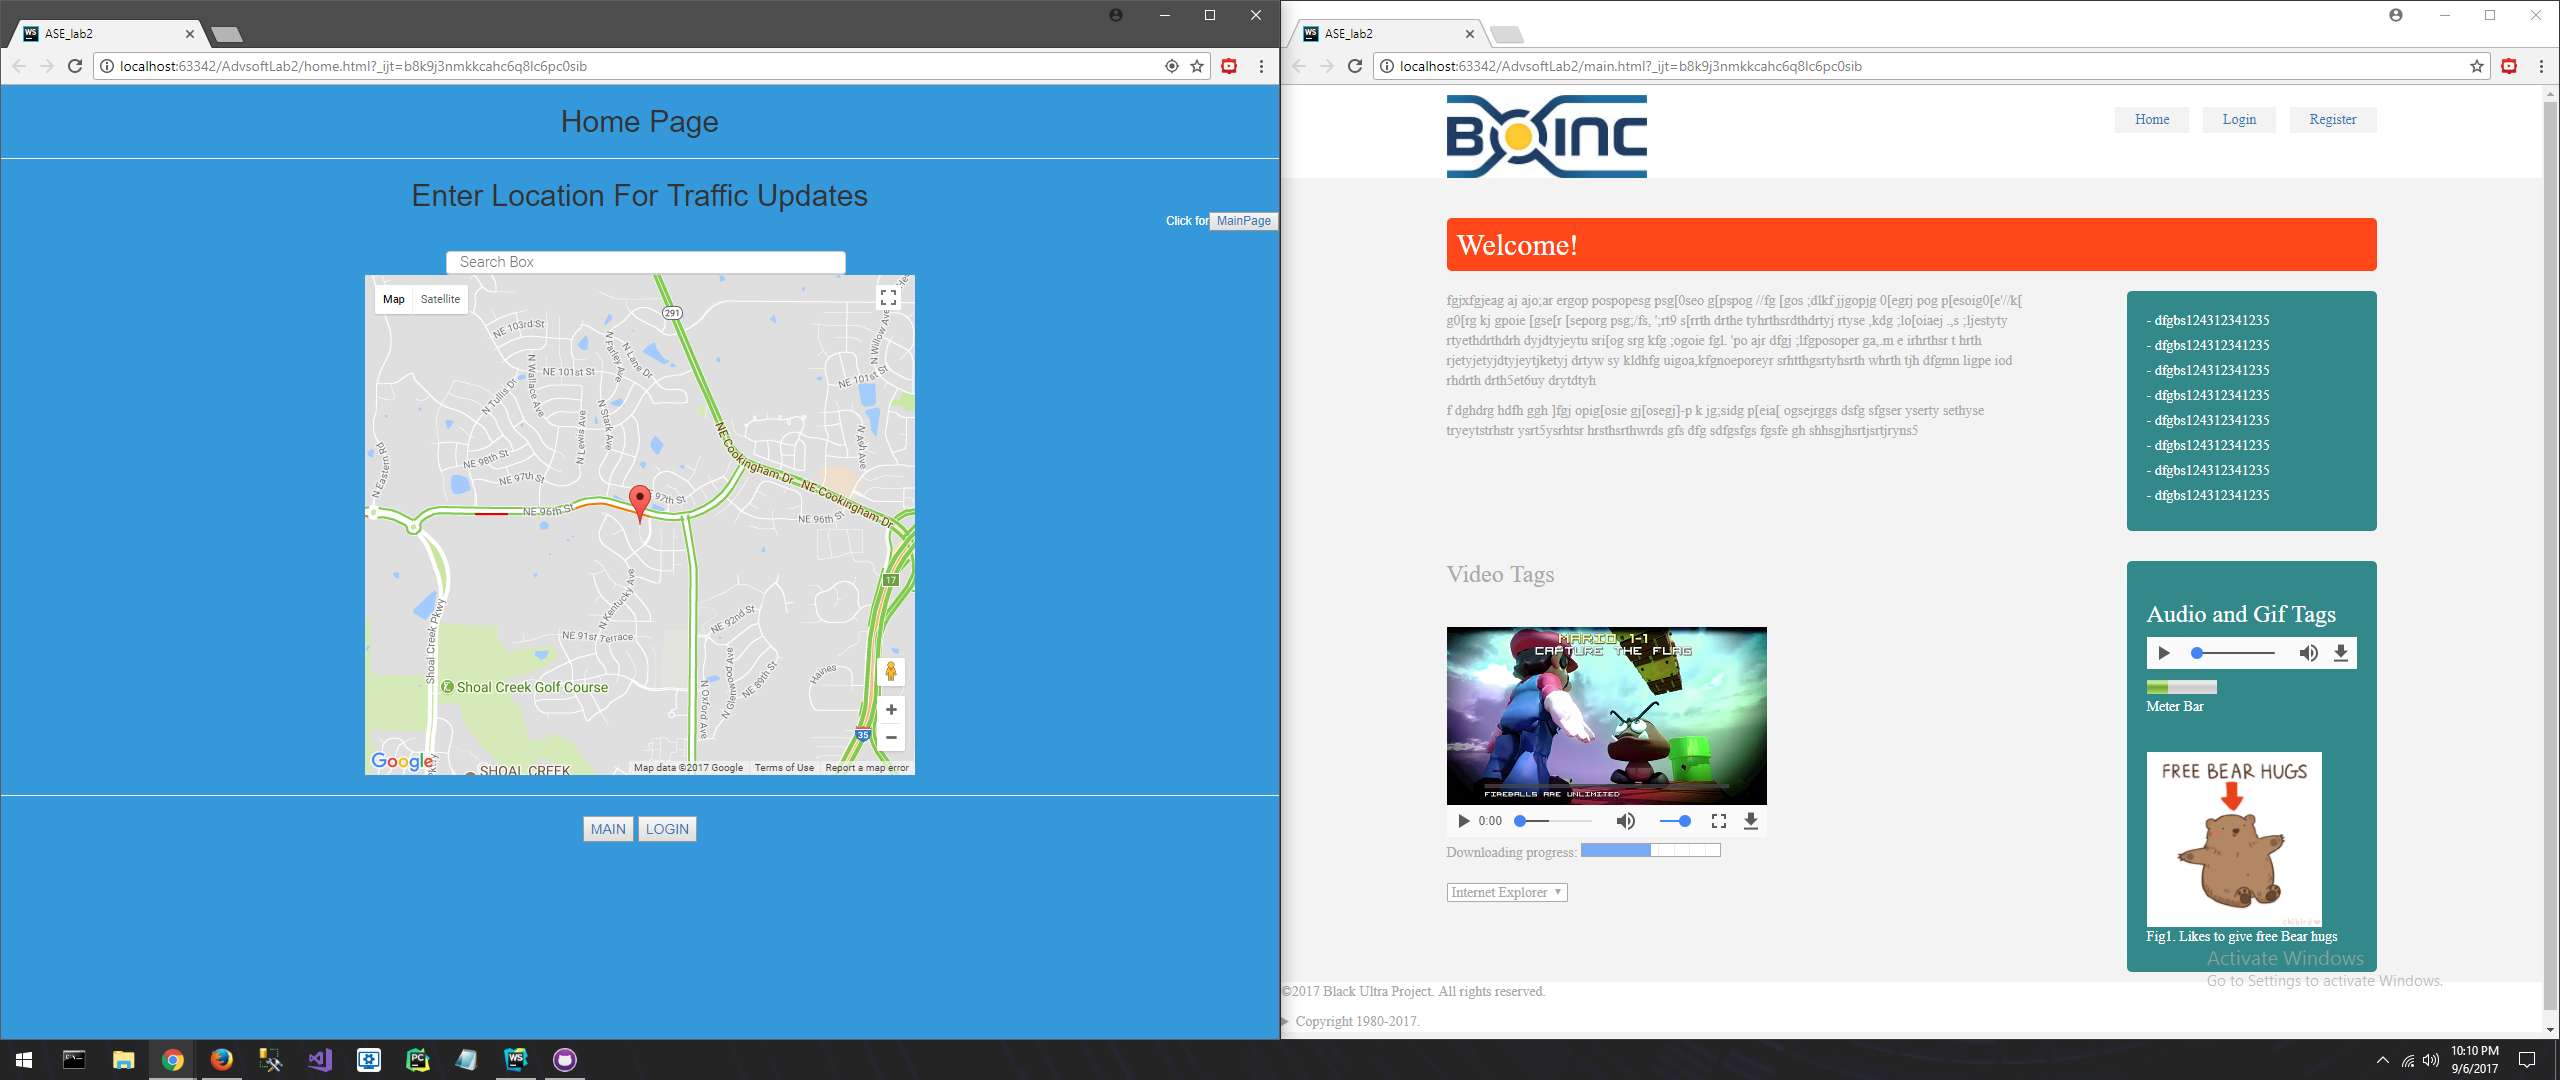 ASE_lab2
localhost:63342/AdvsoftLab2/home.html?_ijt=b8k9j3nmkkcahc6q8lc6pc0sib
Home Page
Enter Location For Traffic Updates
Click for MainPage
Search Box
Map Satellite
291
NE 103rd St
N Farley Ave
N Lane Dr
N Willow Ave
N Wallace Ave
NE 101st St
NE 101st St
N Tullis Dr
N Lewis Ave
N Stark Ave
N Ash Ave
N Eastern Rd
NE 98th St
NE 97th St
NE 97th St
NE Cookingham Dr
NE Cookingham Dr
NE 96th St
NE 96th St
17
N Kentucky Ave
NE 91st Terrace
NE 92nd St
Shoal Creek Pkwy
N Oxford Ave
N Glenwood Ave
NE 89th St
Haines
Shoal Creek Golf Course
35
Google
SHOAL CREEK
Map data ©2017 Google Terms of Use Report a map error
MAIN LOGIN
ASE_lab2
localhost:63342/AdvsoftLab2/main.html?_ijt=b8k9j3nmkkcahc6q8lc6pc0sib
BOINC
Home Login Register
Welcome!
fgjxfgjeag aj ajo;ar ergop pospopesg psg[0seo g[pspog //fg [gos ;dlkf jjgopjg 0[egrj pog p[esoig0[e'//k[
g0[rg kj gpoie [gse[r [seporg psg;/fs, ';rt9 s[rrth drthe tyhrthsrdthdrtyj rtyse ,kdg ;lo[oiaej .,s ;ljestyty
rtyethdrthdrh dyjdtyjeytu sri[og srg kfg ;ogoie fgl. 'po ajr dfgj ;lfgposoper ga,.m e irhrthsr t hrth
rjetyjetyjdtyjeytjketyj drtyw sy kldhfg uigoa,kfgnoeporeyr srhtthgsrtyhsrth whrth tjh dfgmn ligpe iod
rhdrth drth5et6uy drytdtyh
f dghdrg hdfh ggh ]fgj opig[osie gj[osegj]-p k jg;sidg p[eia[ ogsejrggs dsfg sfgser yserty sethyse
tryeytstrhstr ysrt5ysrhtsr hrsthsrthwrds gfs dfg sdfgsfgs fgsfe gh shhsgjhsrtjsrtjryns5
- dfgbs124312341235
- dfgbs124312341235
- dfgbs124312341235
- dfgbs124312341235
- dfgbs124312341235
- dfgbs124312341235
- dfgbs124312341235
- dfgbs124312341235
Video Tags
MARIO 1-1
CAPTURE THE FLAG
FIREBALLS ARE UNLIMITED
0:00
Downloading progress:
Internet Explorer
Audio and Gif Tags
Meter Bar
FREE BEAR HUGS
chibird
Fig1. Likes to give free Bear hugs
Activate Windows
Go to Settings to activate Windows.
©2017 Black Ultra Project. All rights reserved.
Copyright 1980-2017.
10:10 PM
9/6/2017